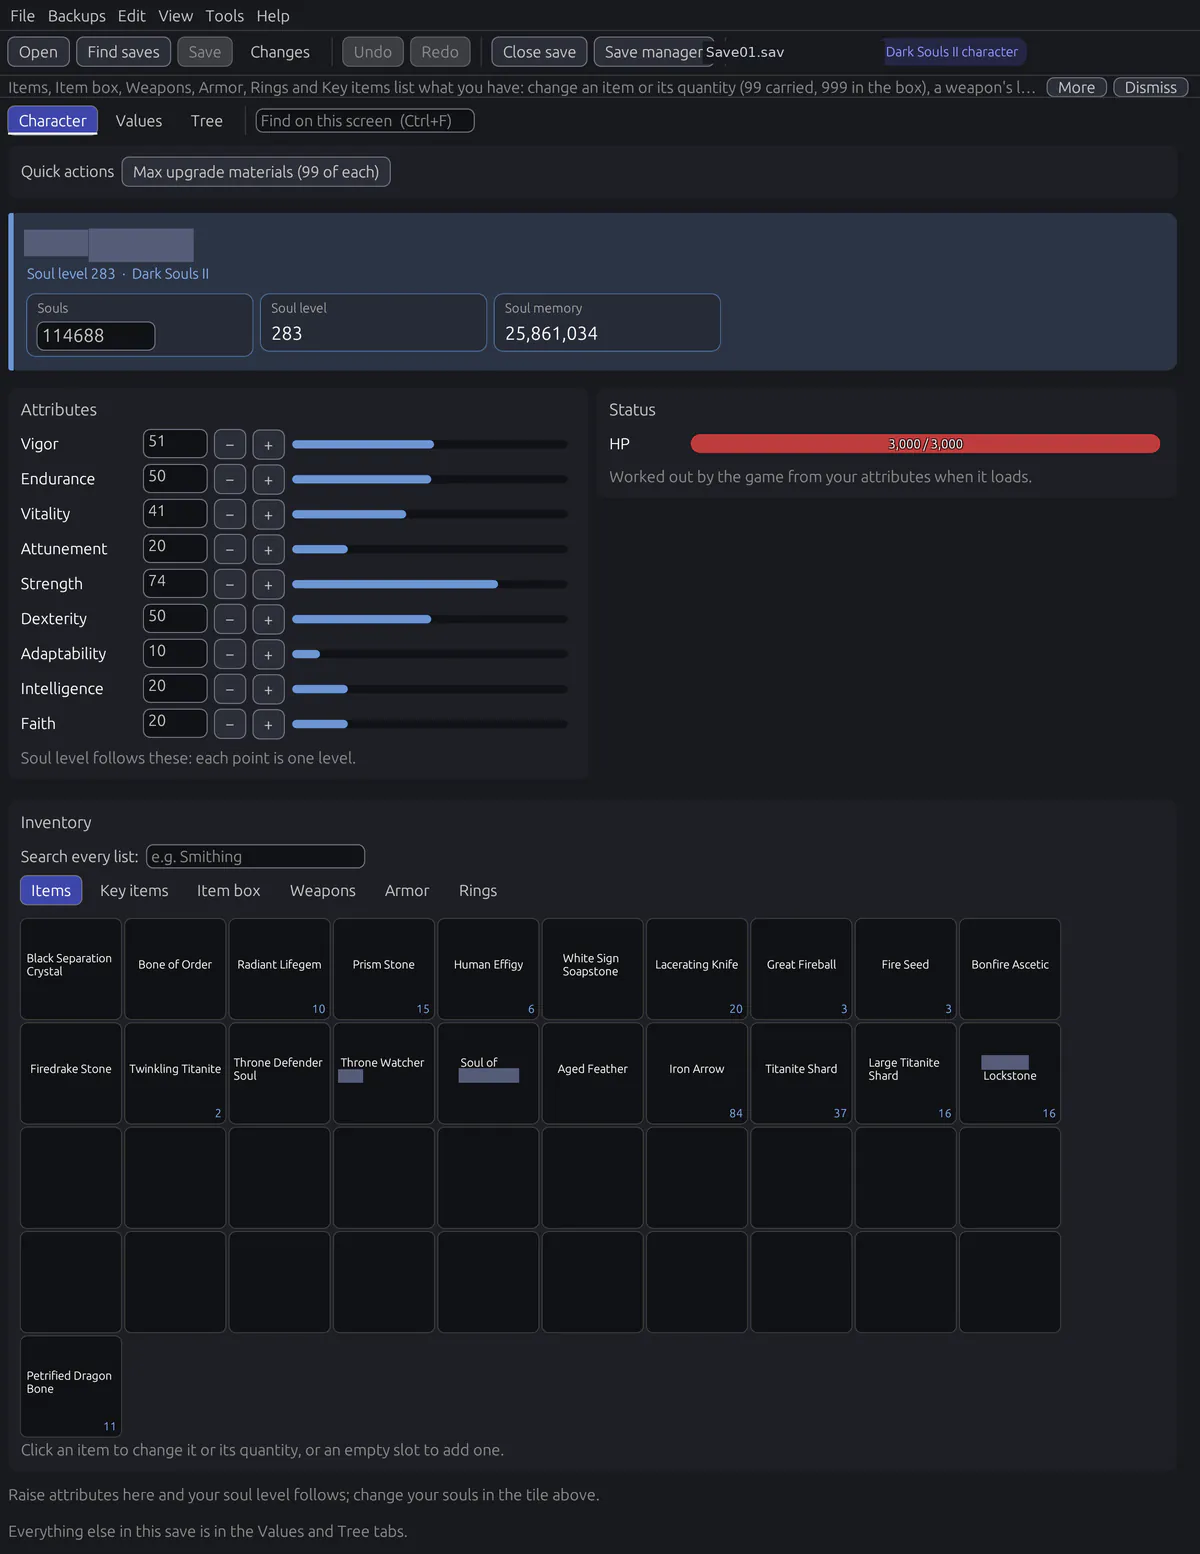 File Backups Edit View Tools Help
Open Find saves Save Changes Undo Redo Close save Save manager Save01.sav Dark Souls II character
Items, Item box, Weapons, Armor, Rings and Key items list what you have: change an item or its quantity (99 carried, 999 in the box), a weapon's l... More Dismiss
Character Values Tree Find on this screen (Ctrl+F)
Quick actions Max upgrade materials (99 of each)
Soul level 283 · Dark Souls II
Souls
114688
Soul level
283
Soul memory
25,861,034
Attributes
Vigor 51 − +
Endurance 50 − +
Vitality 41 − +
Attunement 20 − +
Strength 74 − +
Dexterity 50 − +
Adaptability 10 − +
Intelligence 20 − +
Faith 20 − +
Soul level follows these: each point is one level.
Status
HP 3,000 / 3,000
Worked out by the game from your attributes when it loads.
Inventory
Search every list: e.g. Smithing
Items Key items Item box Weapons Armor Rings
Black Separation
Crystal
Bone of Order
Radiant Lifegem
10
Prism Stone
15
Human Effigy
6
White Sign
Soapstone
Lacerating Knife
20
Great Fireball
3
Fire Seed
3
Bonfire Ascetic
Firedrake Stone
Twinkling Titanite
2
Throne Defender
Soul
Throne Watcher
Soul of
Aged Feather
Iron Arrow
84
Titanite Shard
37
Large Titanite
Shard
16
Lockstone
16
Petrified Dragon
Bone
11
Click an item to change it or its quantity, or an empty slot to add one.
Raise attributes here and your soul level follows; change your souls in the tile above.
Everything else in this save is in the Values and Tree tabs.